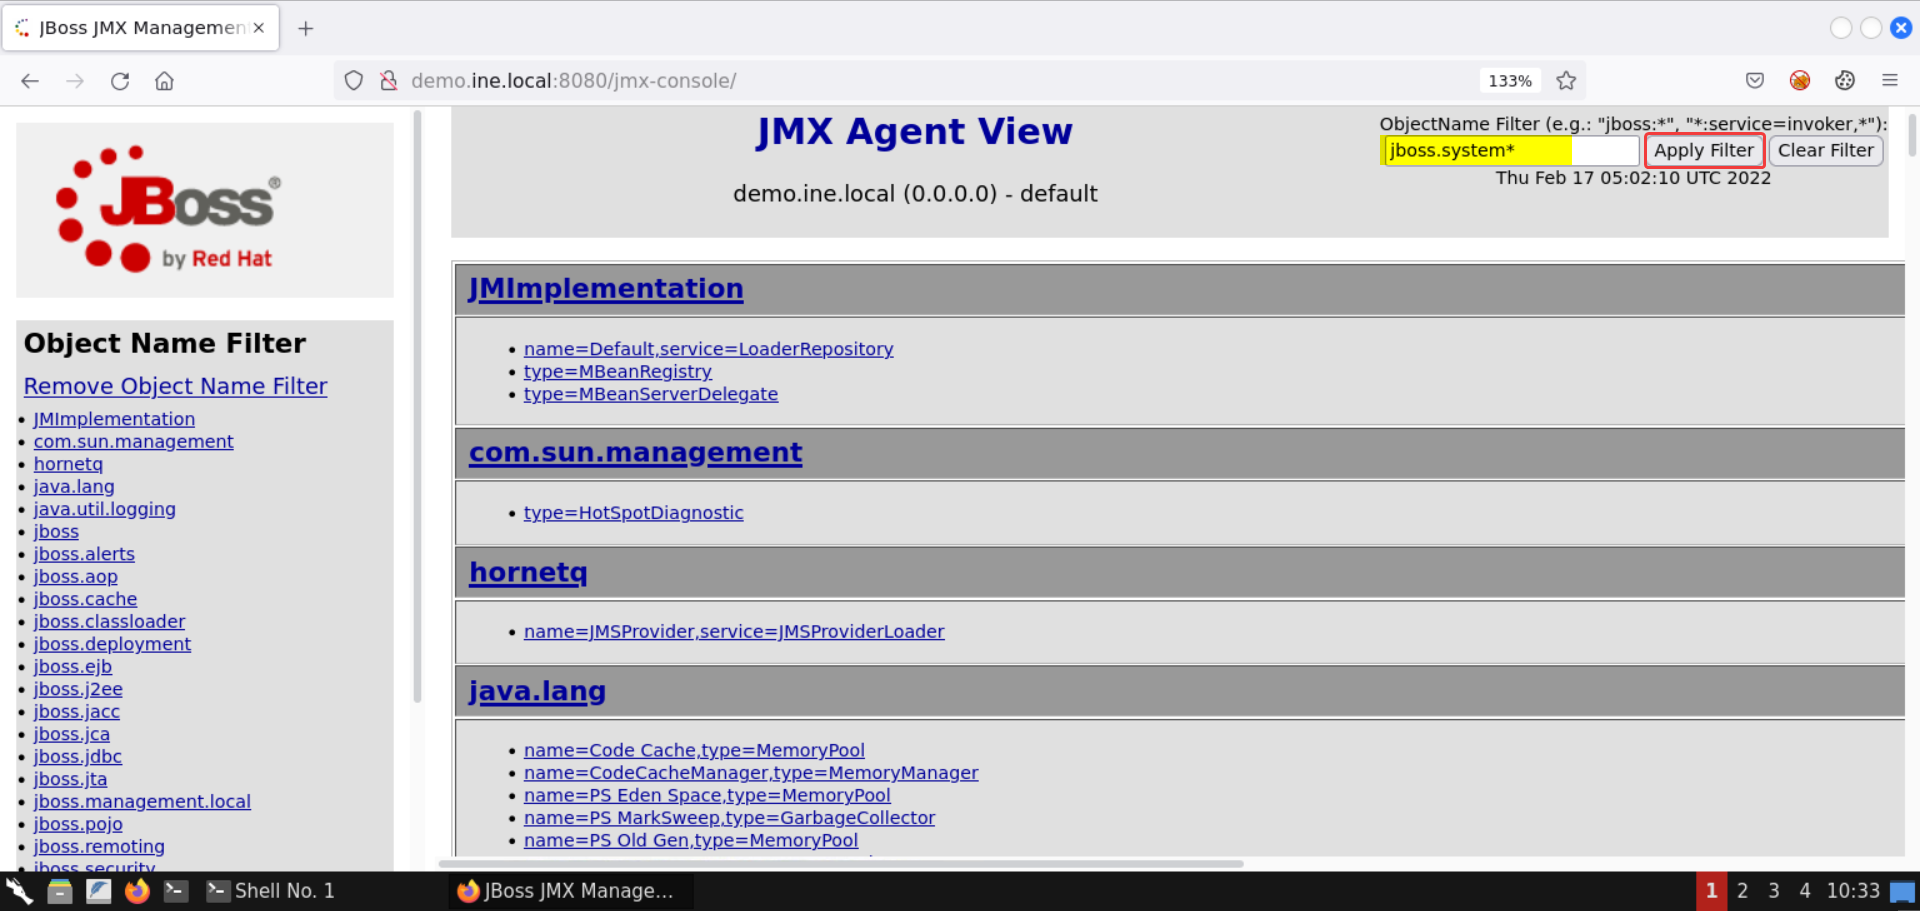 JBoss JMX Managemen
demo.ine.local:8080/jmx-console/
133%
JBoss®
by Red Hat
Object Name Filter
Remove Object Name Filter
JMImplementation
com.sun.management
hornetq
java.lang
java.util.logging
jboss
jboss.alerts
jboss.aop
jboss.cache
jboss.classloader
jboss.deployment
jboss.ejb
jboss.j2ee
jboss.jacc
jboss.jca
jboss.jdbc
jboss.jta
jboss.management.local
jboss.pojo
jboss.remoting
jboss.security
JMX Agent View
demo.ine.local (0.0.0.0) - default
ObjectName Filter (e.g.: "jboss:*", "*:service=invoker,*"):
jboss.system* Apply Filter Clear Filter
Thu Feb 17 05:02:10 UTC 2022
JMImplementation
name=Default,service=LoaderRepository
type=MBeanRegistry
type=MBeanServerDelegate
com.sun.management
type=HotSpotDiagnostic
hornetq
name=JMSProvider,service=JMSProviderLoader
java.lang
name=Code Cache,type=MemoryPool
name=CodeCacheManager,type=MemoryManager
name=PS Eden Space,type=MemoryPool
name=PS MarkSweep,type=GarbageCollector
name=PS Old Gen,type=MemoryPool
Shell No. 1 JBoss JMX Manage... 1 2 3 4 10:33